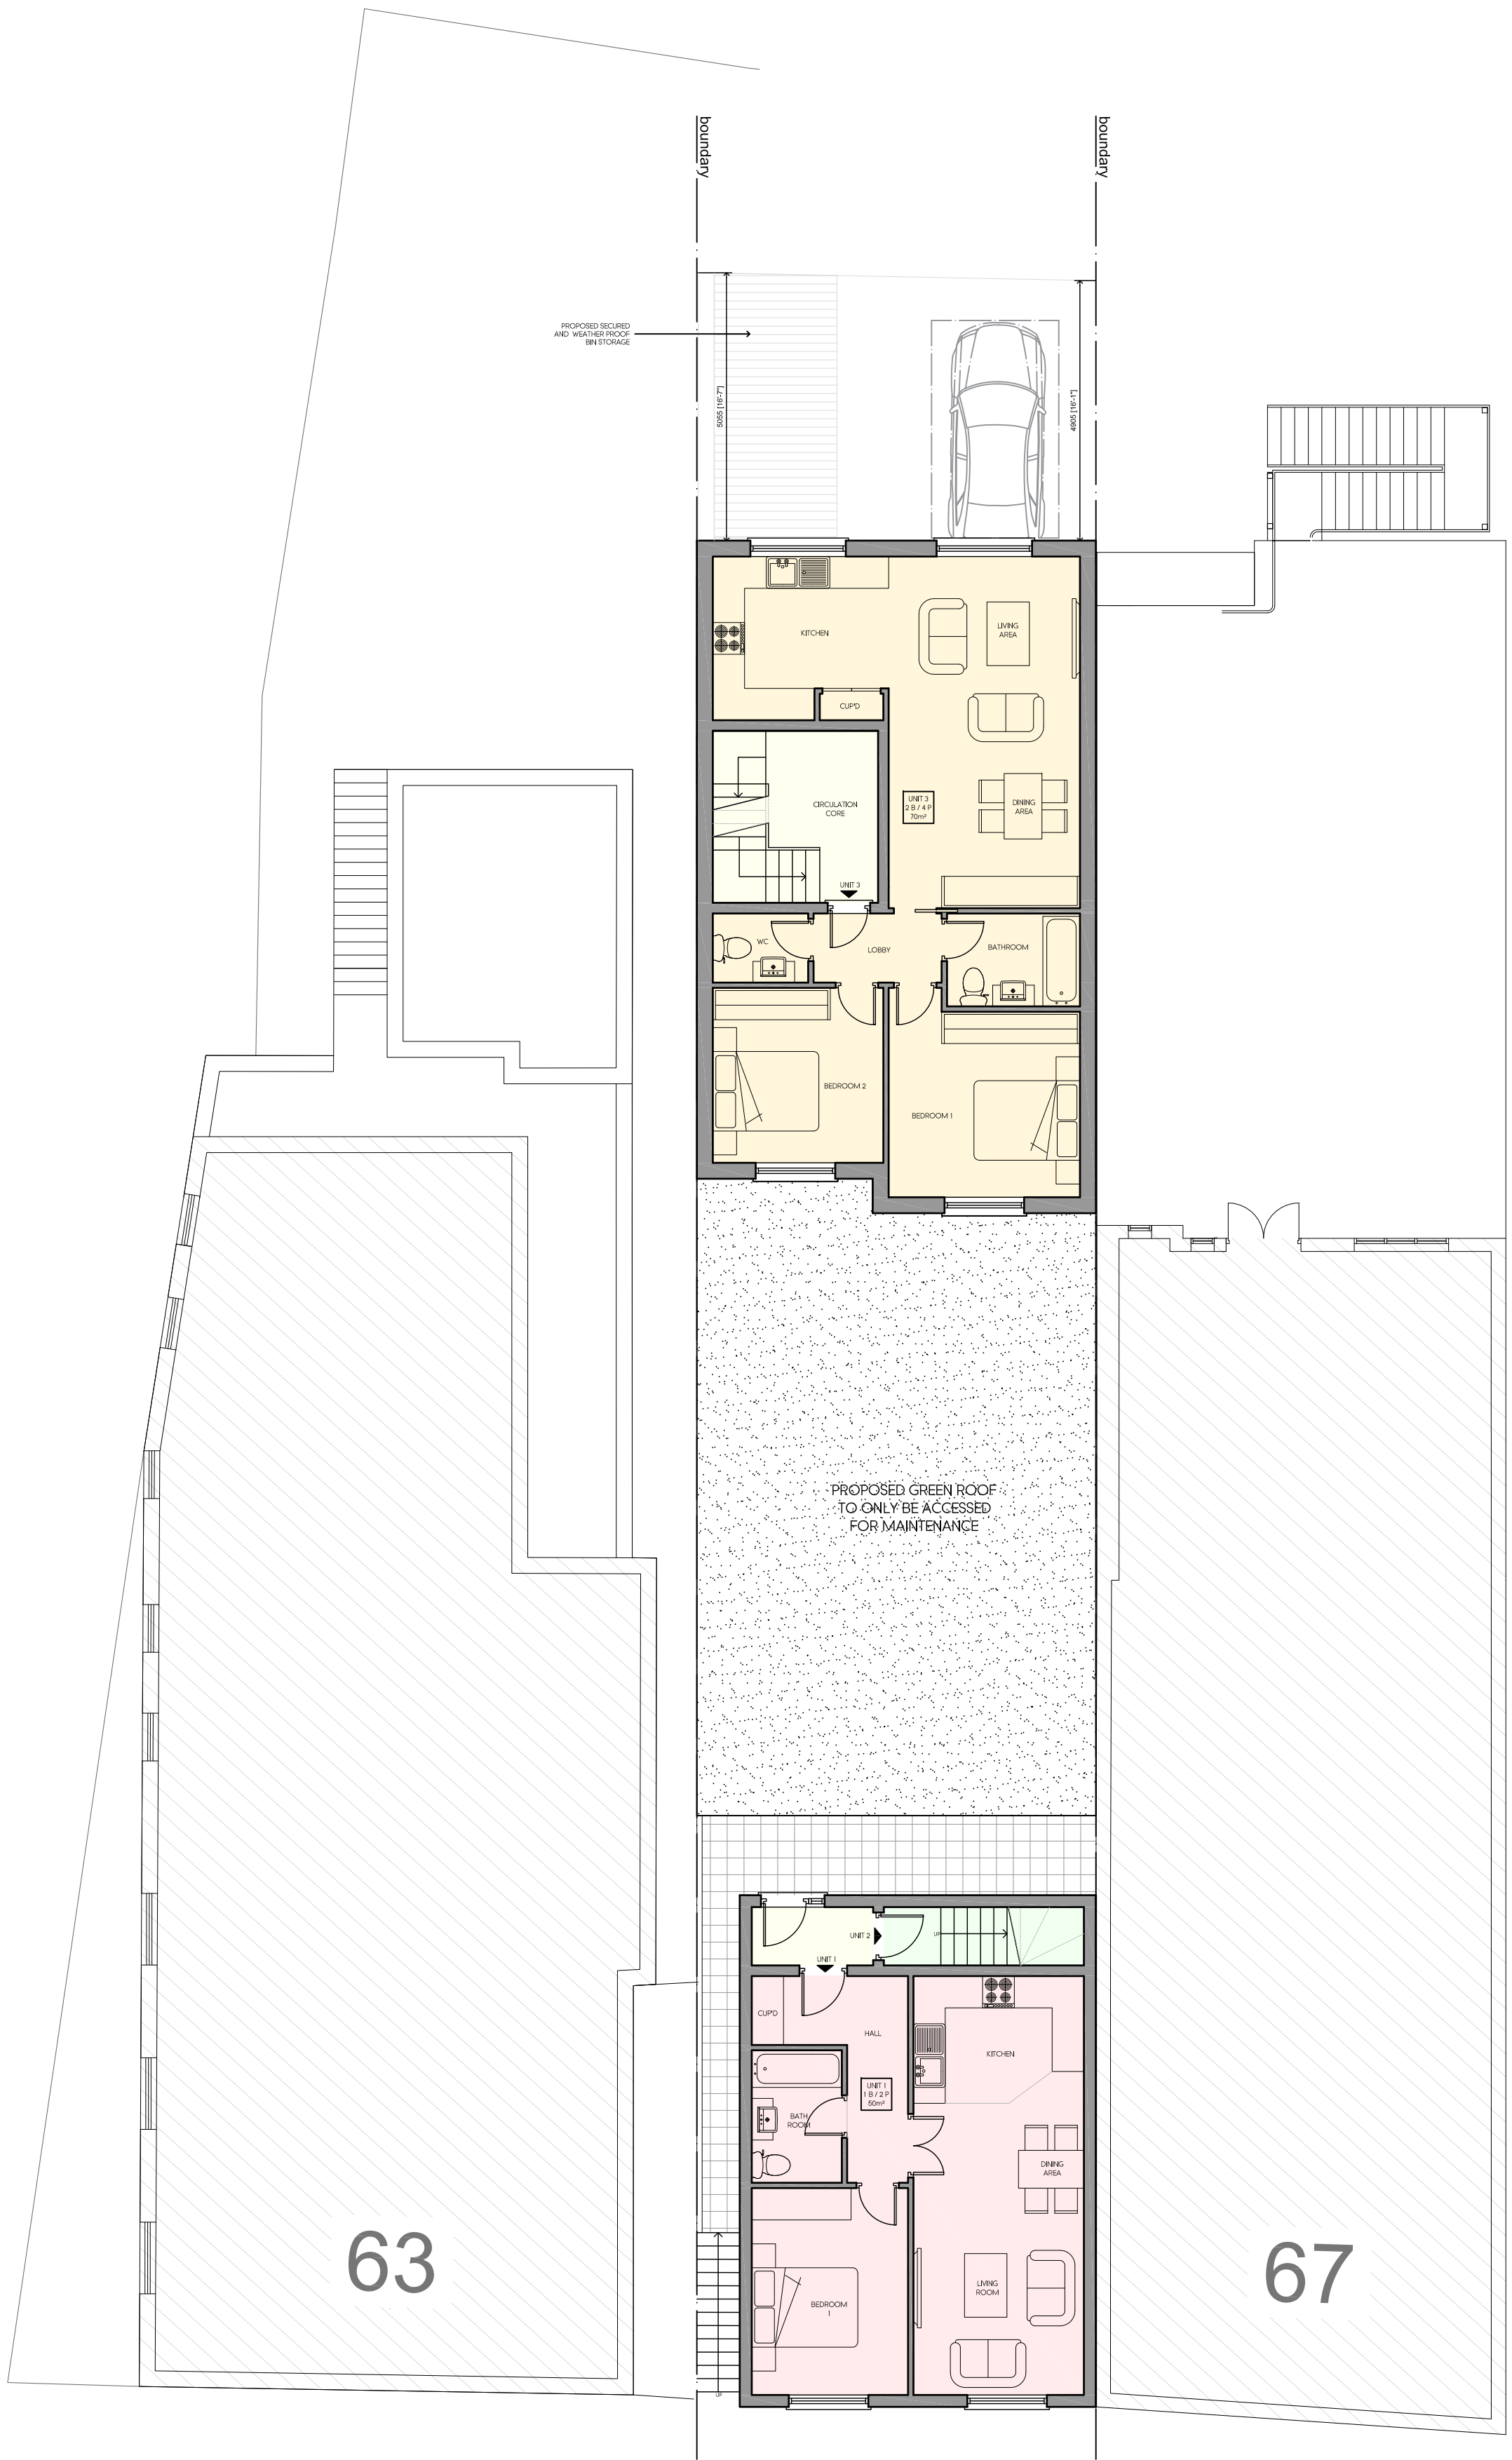 boundary
boundary
PROPOSED SECURED
AND WEATHER PROOF
BIN STORAGE
5055 [16'-7"]
4905 [16'-1"]
KITCHEN
LIVING
AREA
CUP'D
CIRCULATION
CORE
UNIT 3
2 B / 4 P
70m²
DINING
AREA
UNIT 3
WC
LOBBY
BATHROOM
BEDROOM 2
BEDROOM 1
PROPOSED GREEN ROOF
TO ONLY BE ACCESSED
FOR MAINTENANCE
UNIT 2
UP
UNIT 1
CUP'D
HALL
KITCHEN
UNIT 1
1 B / 2 P
50m²
BATH
ROOM
DINING
AREA
63
67
LIVING
ROOM
BEDROOM
1
UP